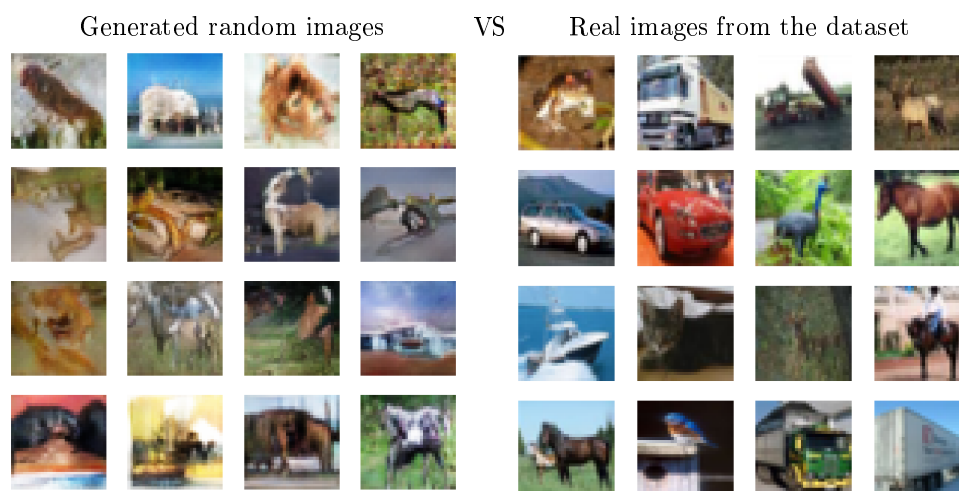 Generated random images VS Real images from the dataset